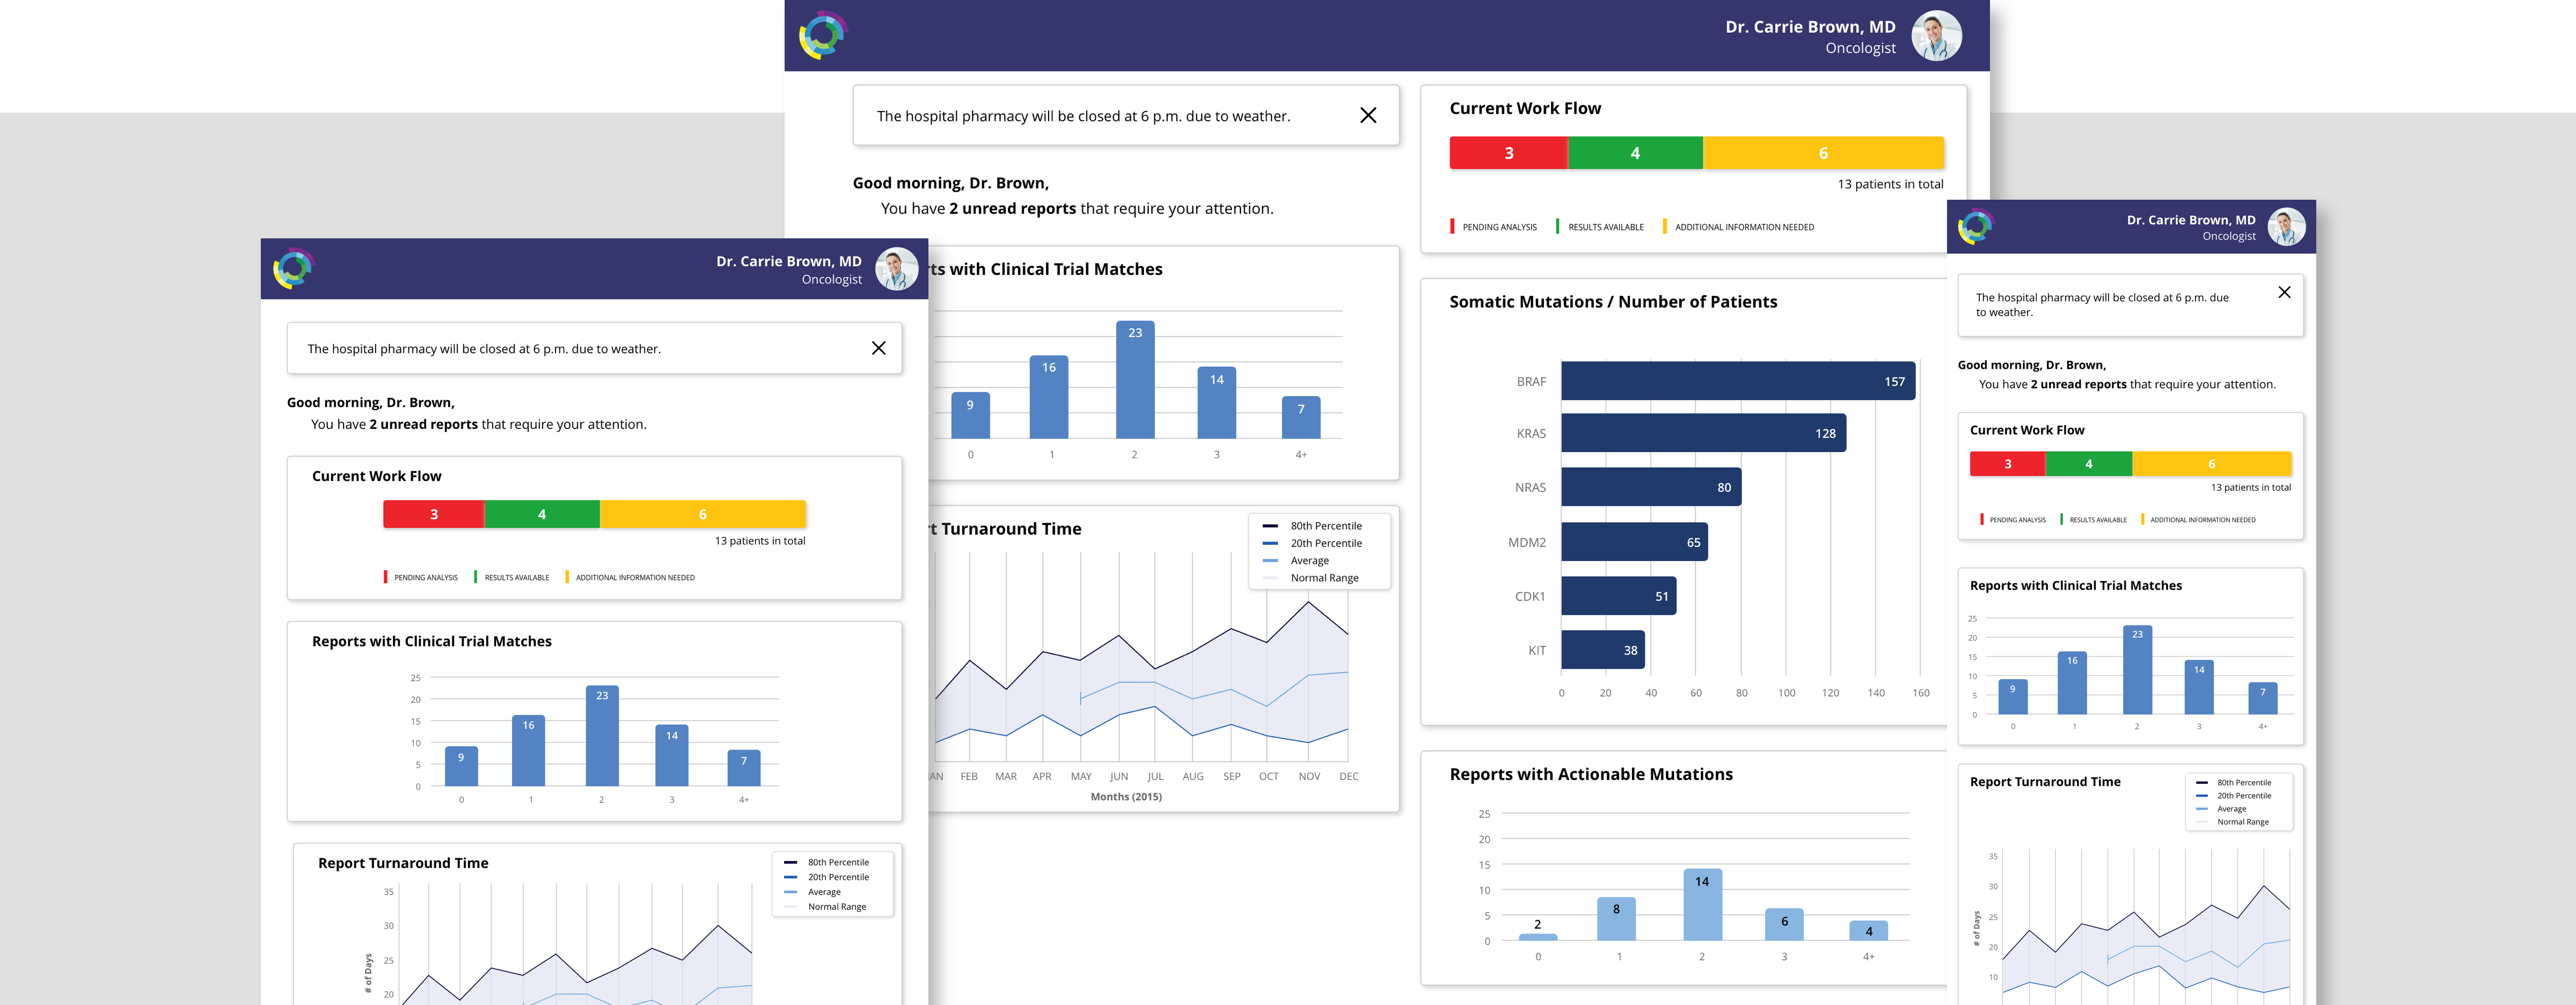 Dr. Carrie Brown, MD
Oncologist
The hospital pharmacy will be closed at 6 p.m. due to weather.
Good morning, Dr. Brown,
You have 2 unread reports that require your attention.
Current Work Flow
3 4 6
13 patients in total
PENDING ANALYSIS RESULTS AVAILABLE ADDITIONAL INFORMATION NEEDED
Reports with Clinical Trial Matches
25
20
15
10
5
0
9 16 23 14 7
0 1 2 3 4+
Report Turnaround Time
80th Percentile
20th Percentile
Average
Normal Range
35
30
25
20
# of Days
Dr. Carrie Brown, MD
Oncologist
The hospital pharmacy will be closed at 6 p.m. due to weather.
Good morning, Dr. Brown,
You have 2 unread reports that require your attention.
with Clinical Trial Matches
9 16 23 14 7
0 1 2 3 4+
Turnaround Time
80th Percentile
20th Percentile
Average
Normal Range
FEB MAR APR MAY JUN JUL AUG SEP OCT NOV DEC
Months (2015)
Current Work Flow
3 4 6
13 patients in total
PENDING ANALYSIS RESULTS AVAILABLE ADDITIONAL INFORMATION NEEDED
Somatic Mutations / Number of Patients
BRAF 157
KRAS 128
NRAS 80
MDM2 65
CDK1 51
KIT 38
0 20 40 60 80 100 120 140 160
Reports with Actionable Mutations
25
20
15
10
5
0
2 8 14 6 4
0 1 2 3 4+
Dr. Carrie Brown, MD
Oncologist
The hospital pharmacy will be closed at 6 p.m. due
to weather.
Good morning, Dr. Brown,
You have 2 unread reports that require your attention.
Current Work Flow
3 4 6
13 patients in total
PENDING ANALYSIS RESULTS AVAILABLE ADDITIONAL INFORMATION NEEDED
Reports with Clinical Trial Matches
25
20
15
10
5
0
9 16 23 14 7
0 1 2 3 4+
Report Turnaround Time
80th Percentile
20th Percentile
Average
Normal Range
35
30
25
20
10
# of Days